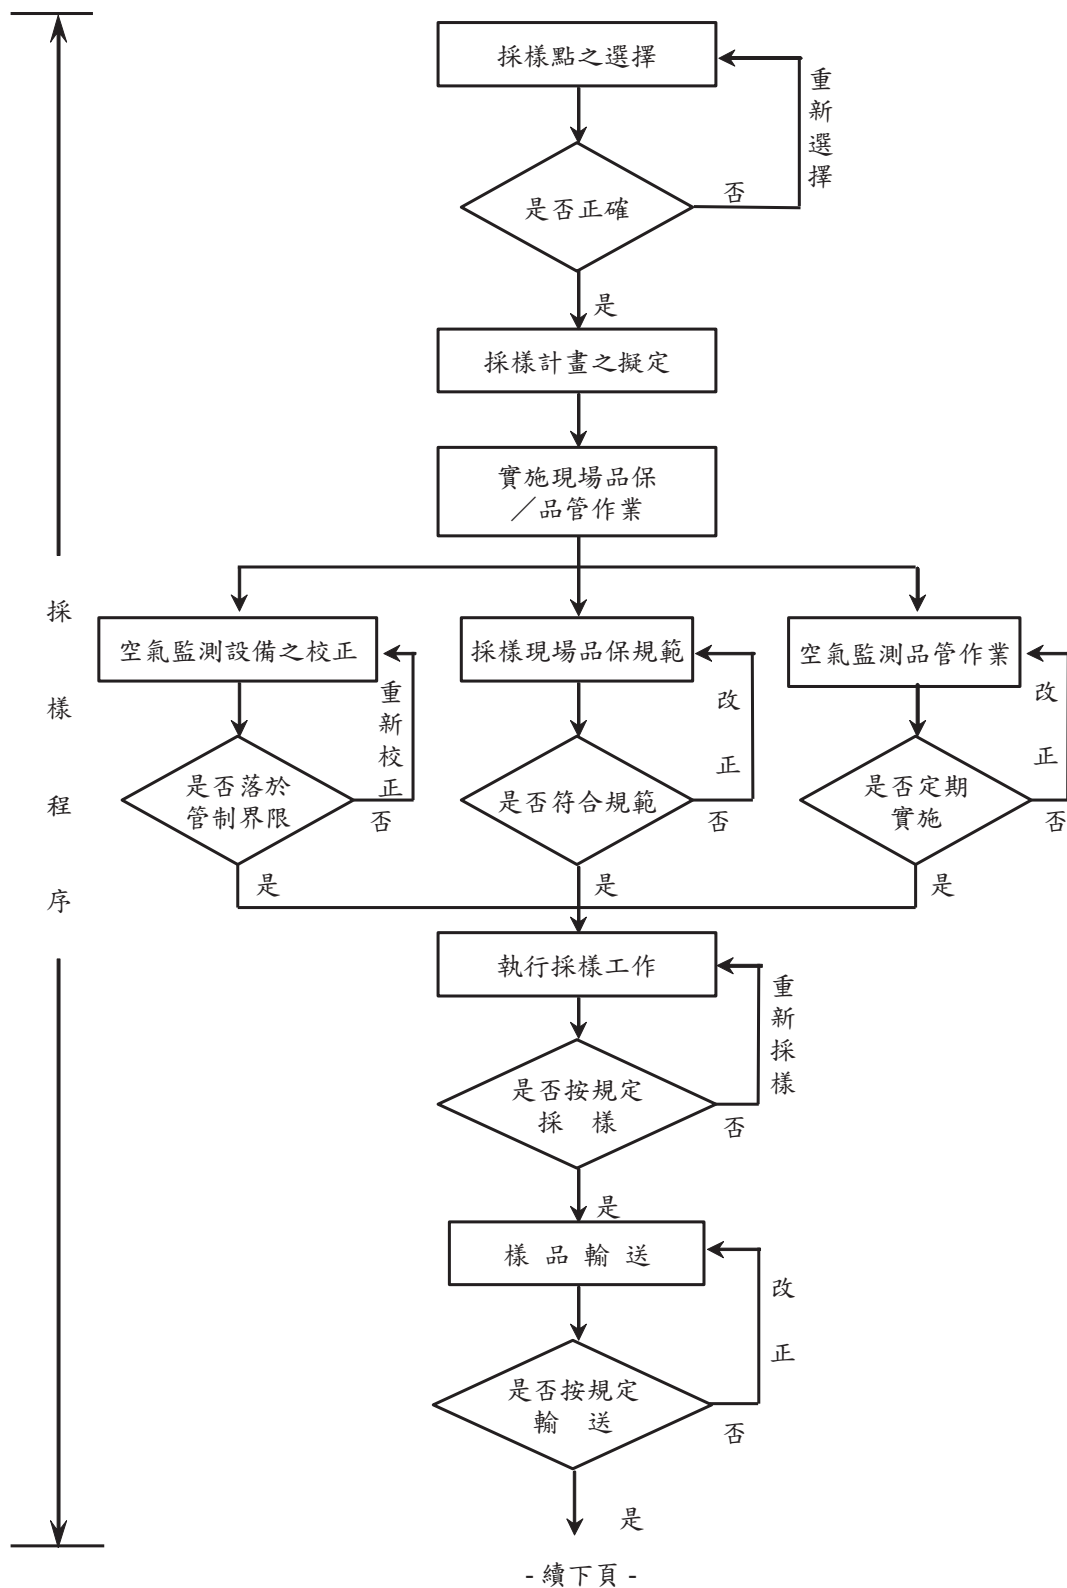 採樣點之選擇
重新選擇
是否正確
否
是
採樣計畫之擬定
實施現場品保
／品管作業
採樣程序
空氣監測設備之校正
重新校正
是否落於
管制界限
否
是
採樣現場品保規範
改正
是否符合規範
否
是
空氣監測品管作業
改正
是否定期
實施
否
是
執行採樣工作
重新採樣
是否按規定
採 樣
否
是
樣 品 輸 送
改正
是否按規定
輸 送
否
是
- 續下頁 -